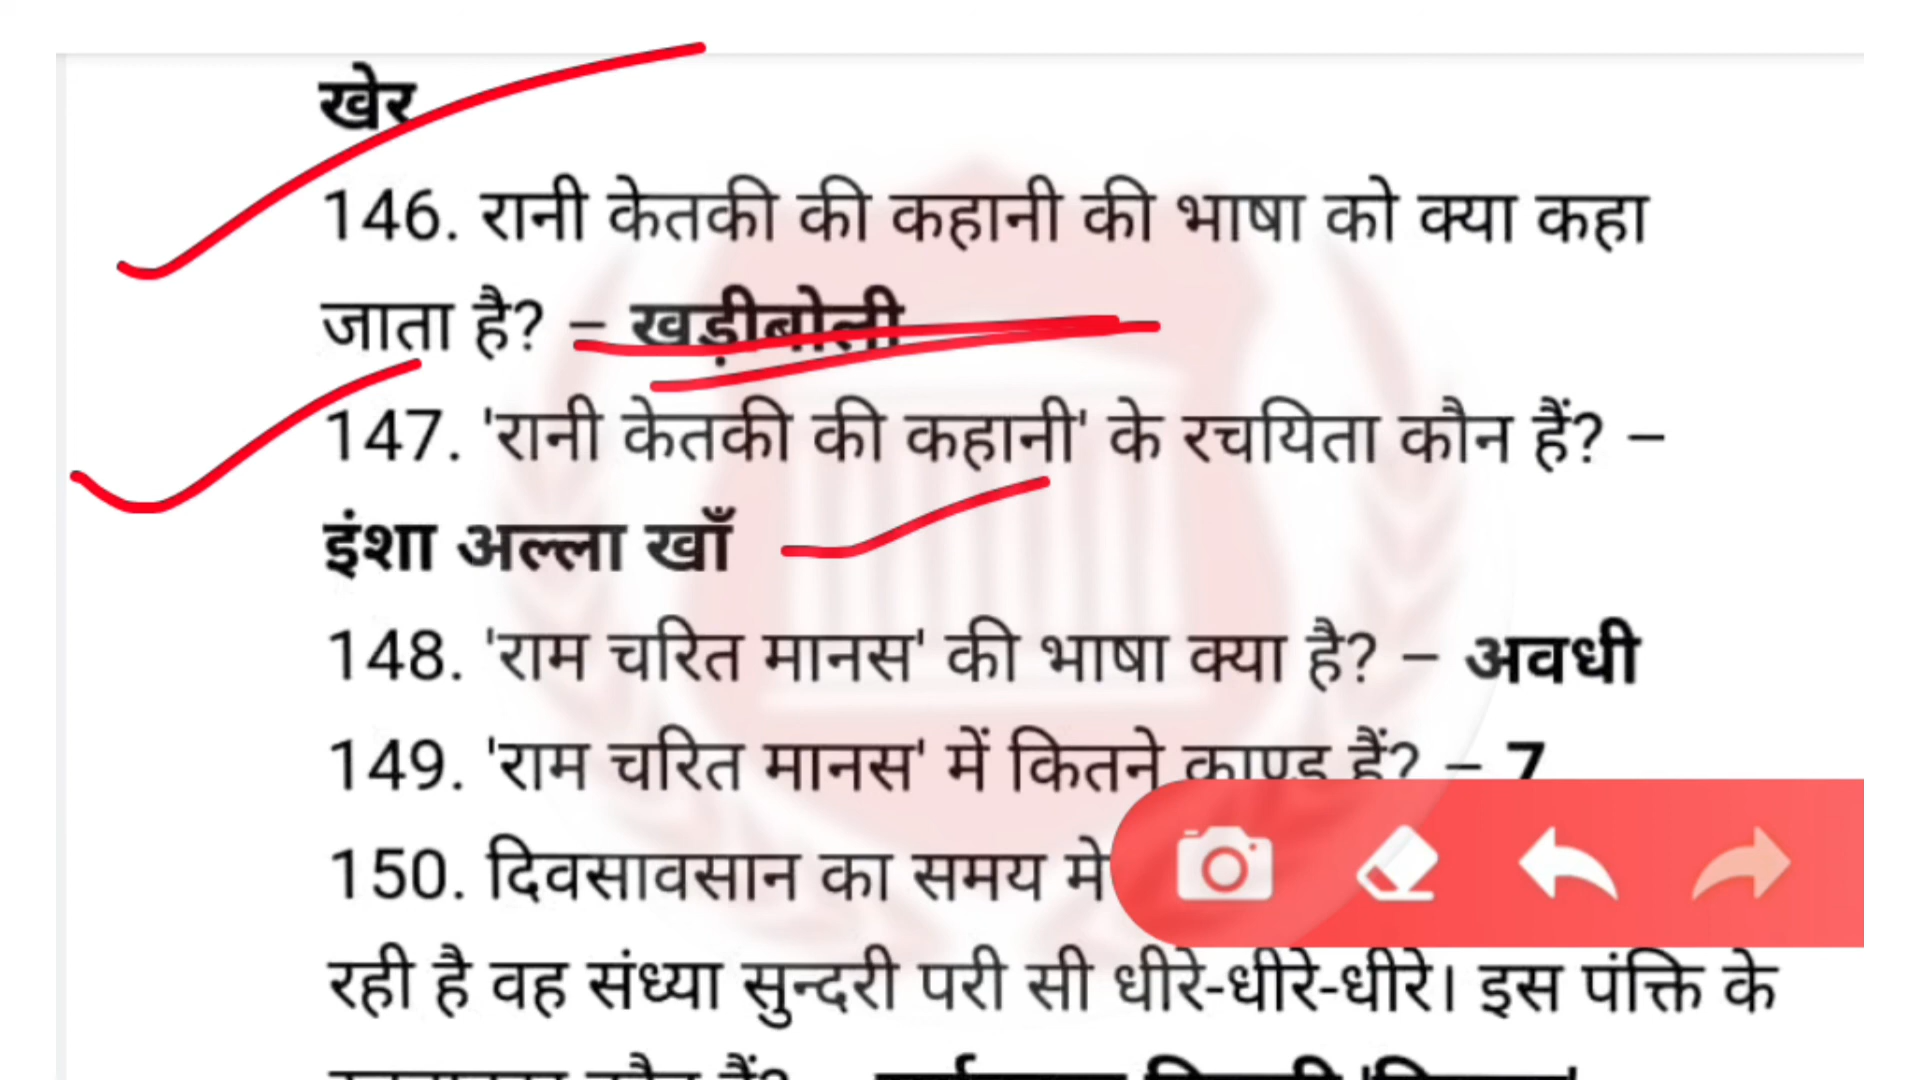 खेर
146. रानी केतकी की कहानी की भाषा को क्या कहा
जाता है? – खड़ीबोली
147. 'रानी केतकी की कहानी' के रचयिता कौन हैं? –
इंशा अल्ला खाँ
148. 'राम चरित मानस' की भाषा क्या है? – अवधी
149. 'राम चरित मानस' में कितने काण्ड हैं? – 7
150. दिवसावसान का समय मे
रही है वह संध्या सुन्दरी परी सी धीरे-धीरे-धीरे। इस पंक्ति के